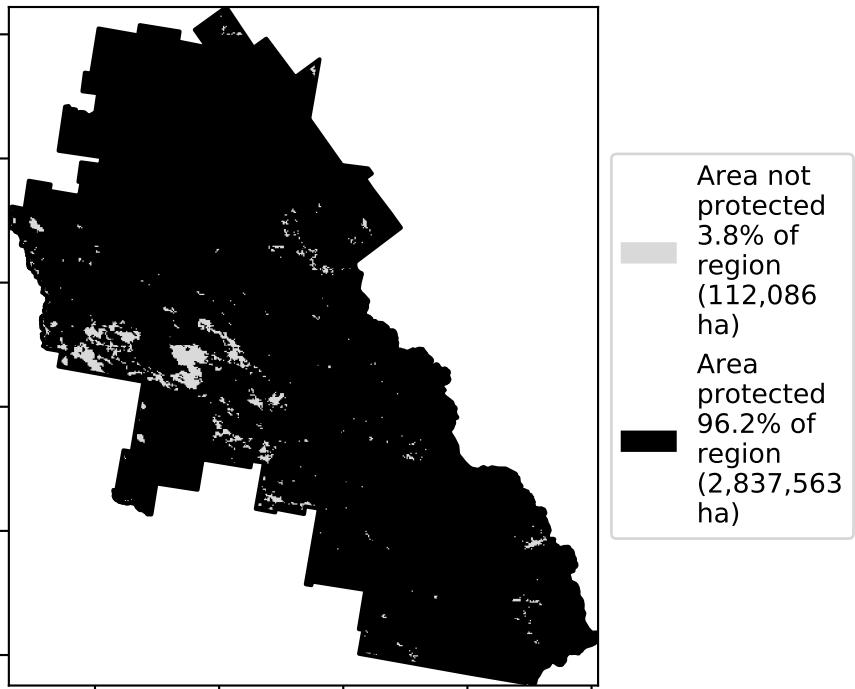 Area not
protected
3.8% of
region
(112,086
ha)
Area
protected
96.2% of
region
(2,837,563
ha)